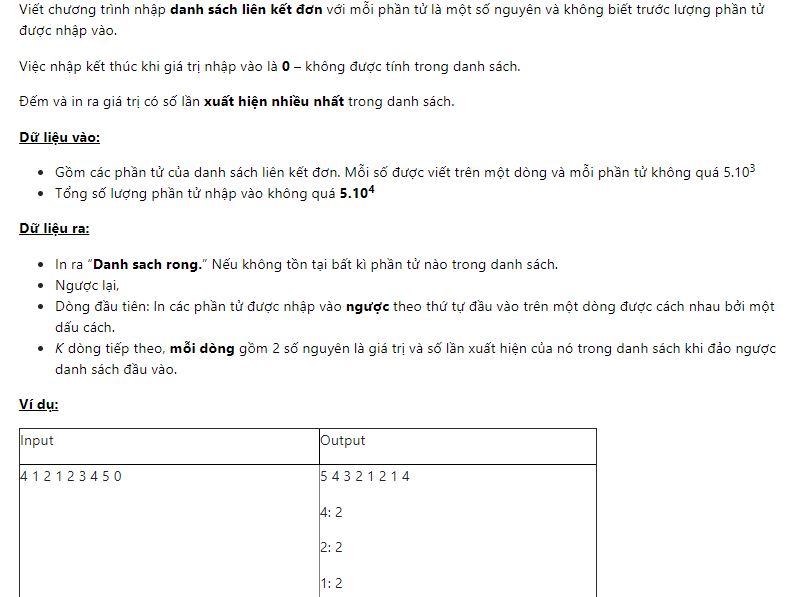 Viết chương trình nhập danh sách liên kết đơn với mỗi phần tử là một số nguyên và không biết trước lượng phần tử
được nhập vào.
Việc nhập kết thúc khi giá trị nhập vào là 0 – không được tính trong danh sách.
Đếm và in ra giá trị có số lần xuất hiện nhiều nhất trong danh sách.
Dữ liệu vào:
• Gồm các phần tử của danh sách liên kết đơn. Mỗi số được viết trên một dòng và mỗi phần tử không quá 5.10³
• Tổng số lượng phần tử nhập vào không quá 5.10⁴
Dữ liệu ra:
• In ra “Danh sach rong.” Nếu không tồn tại bất kì phần tử nào trong danh sách.
• Ngược lại,
• Dòng đầu tiên: In các phần tử được nhập vào ngược theo thứ tự đầu vào trên một dòng được cách nhau bởi một
dấu cách.
• K dòng tiếp theo, mỗi dòng gồm 2 số nguyên là giá trị và số lần xuất hiện của nó trong danh sách khi đảo ngược
danh sách đầu vào.
Ví dụ:
Input Output
4 1 2 1 2 3 4 5 0 5 4 3 2 1 2 1 4
4: 2
2: 2
1: 2